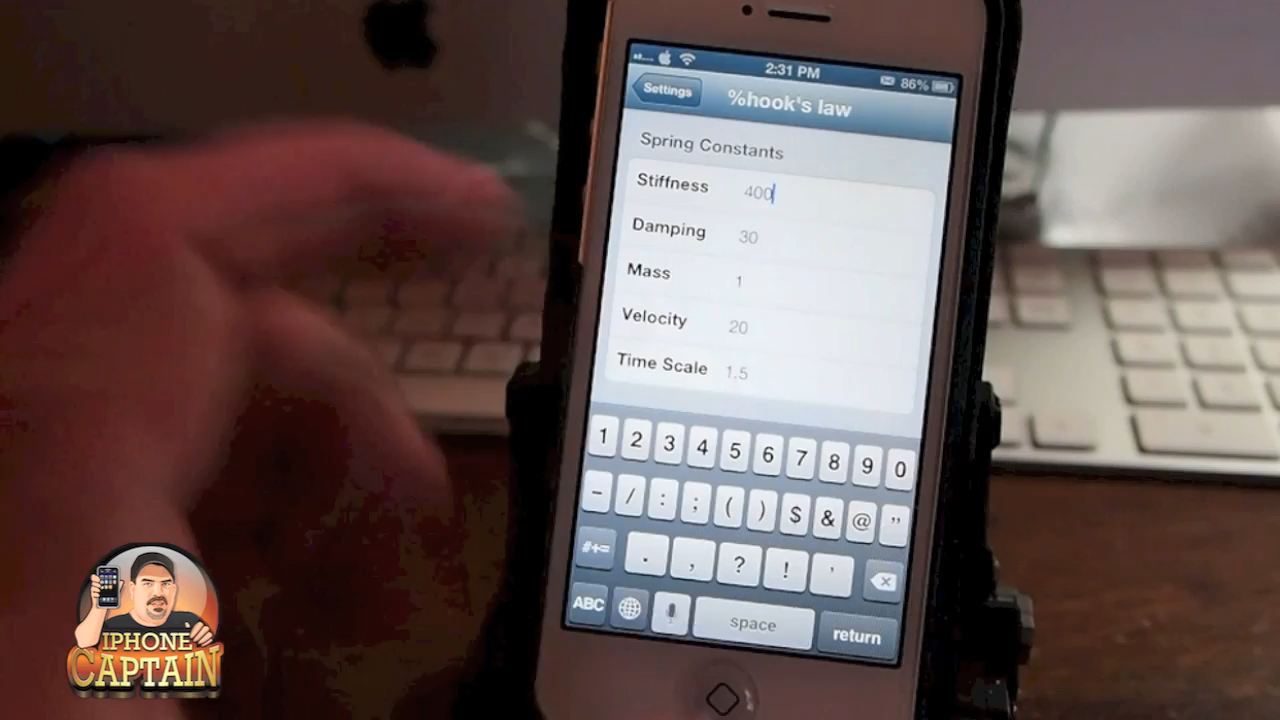 2:31 PM
86%
Settings
%hook's law
Spring Constants
Stiffness 400
Damping 30
Mass 1
Velocity 20
Time Scale 1.5
1 2 3 4 5 6 7 8 9 0
- / : ; ( ) $ & @ "
#+= . , ? ! '
ABC space return
IPHONE
CAPTAIN